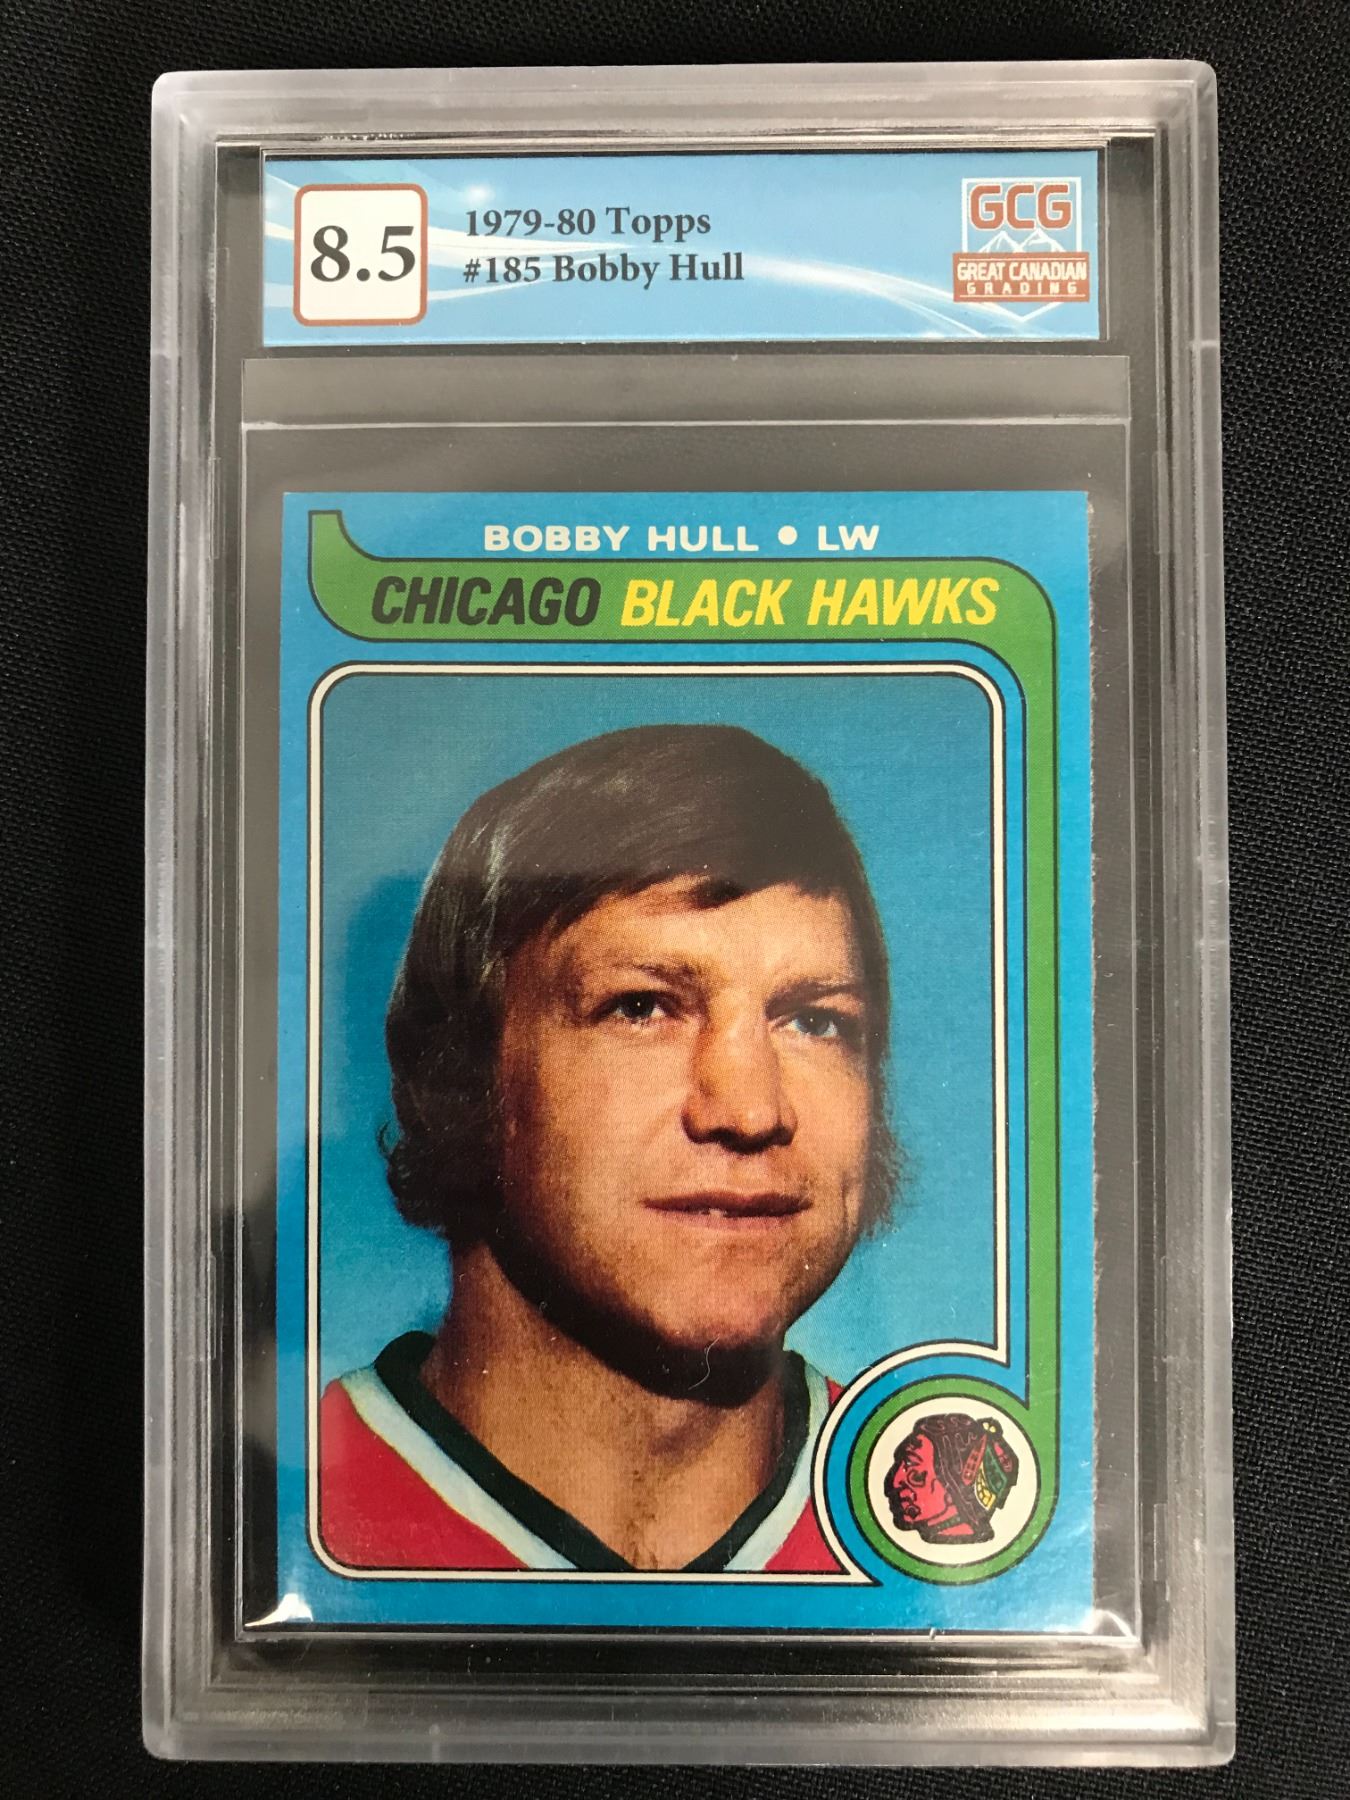 8.5
1979-80 Topps
#185 Bobby Hull
GCG
GREAT CANADIAN
GRADING
BOBBY HULL • LW
CHICAGO BLACK HAWKS